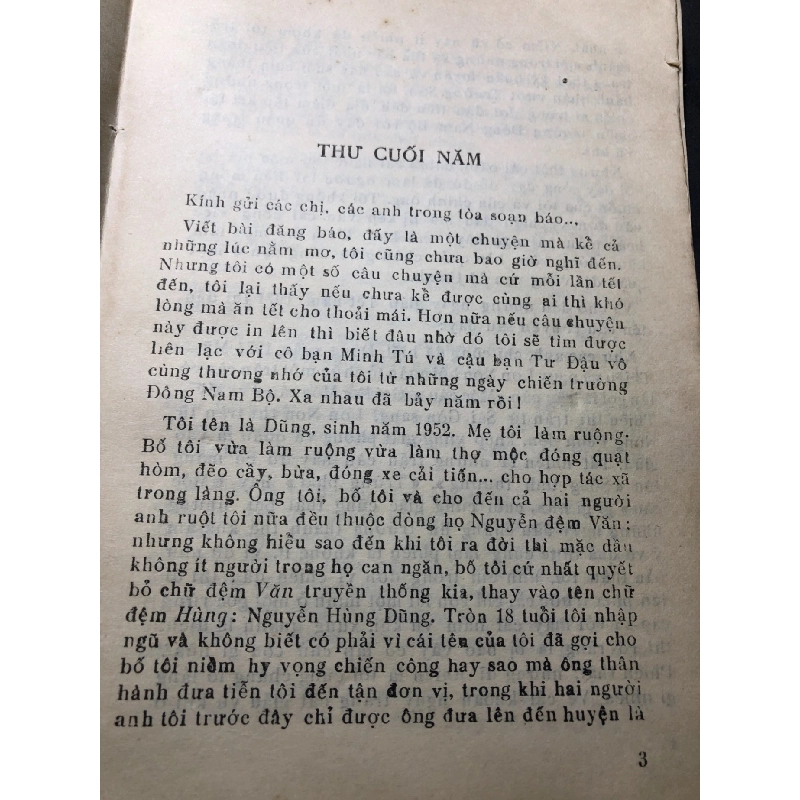 THƯ CUỐI NĂM
Kính gửi các chị, các anh trong tòa soạn báo...
Viết bài đăng báo, đấy là một chuyện mà kể cả
những lúc nằm mơ, tôi cũng chưa bao giờ nghĩ đến.
Nhưng tôi có một số câu chuyện mà cứ mỗi lần tết
đến, tôi lại thấy nếu chưa kể được cùng ai thì khó
lòng mà ăn tết cho thoải mái. Hơn nữa nếu câu chuyện
này được in lên thì biết đâu nhờ đó tôi sẽ tìm được
liên lạc với cô bạn Minh Tú và cậu bạn Tư Đậu vô
cùng thương nhớ của tôi từ những ngày chiến trường
Đông Nam Bộ. Xa nhau đã bảy năm rồi!
Tôi tên là Dũng, sinh năm 1952. Mẹ tôi làm ruộng.
Bố tôi vừa làm ruộng vừa làm thợ mộc đóng quạt
hòm, đẽo cầy, bừa, đóng xe cải tiến... cho hợp tác xã
trong làng. Ông tôi, bố tôi và cho đến cả hai người
anh ruột tôi nữa đều thuộc dòng họ Nguyễn đệm Văn:
nhưng không hiểu sao đến khi tôi ra đời thì mặc dầu
không ít người trong họ can ngăn, bố tôi cứ nhất quyết
bỏ chữ đệm Văn truyền thống kia, thay vào tên chữ
đệm Hùng: Nguyễn Hùng Dũng. Tròn 18 tuổi tôi nhập
ngũ và không biết có phải vì cái tên của tôi đã gợi cho
bố tôi niềm hy vọng chiến công hay sao mà ông thân
hành đưa tiễn tôi đến tận đơn vị, trong khi hai người
anh tôi trước đây chỉ được ông đưa lên đến huyện là
3